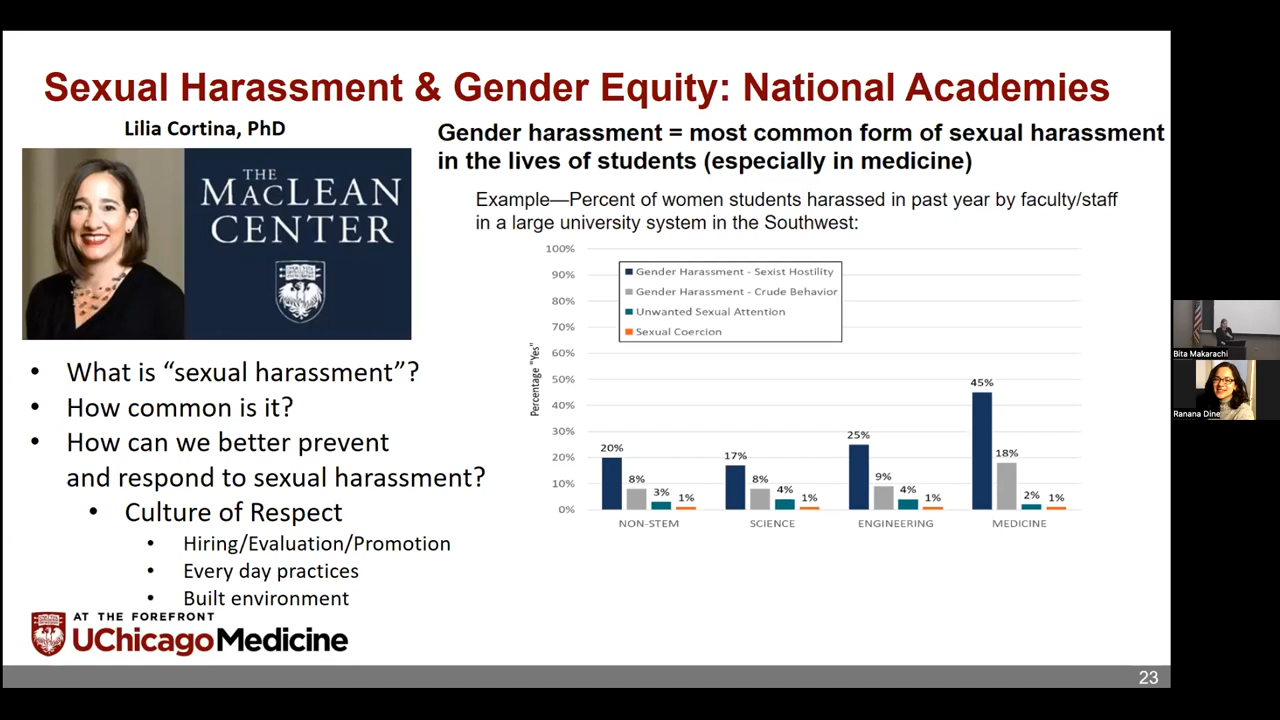 Sexual Harassment & Gender Equity: National Academies
Lilia Cortina, PhD
THE
MACLEAN
CENTER
• What is “sexual harassment”?
• How common is it?
• How can we better prevent
and respond to sexual harassment?
• Culture of Respect
• Hiring/Evaluation/Promotion
• Every day practices
• Built environment
AT THE FOREFRONT
UChicago Medicine
Gender harassment = most common form of sexual harassment
in the lives of students (especially in medicine)
Example—Percent of women students harassed in past year by faculty/staff
in a large university system in the Southwest:
Percentage "Yes"
100%
90%
80%
70%
60%
50%
40%
30%
20%
10%
0%
Gender Harassment - Sexist Hostility
Gender Harassment - Crude Behavior
Unwanted Sexual Attention
Sexual Coercion
20%
8%
3%
1%
17%
8%
4%
1%
25%
9%
4%
1%
45%
18%
2%
1%
NON-STEM
SCIENCE
ENGINEERING
MEDICINE
23
Bita Makarachi
Ranana Dine